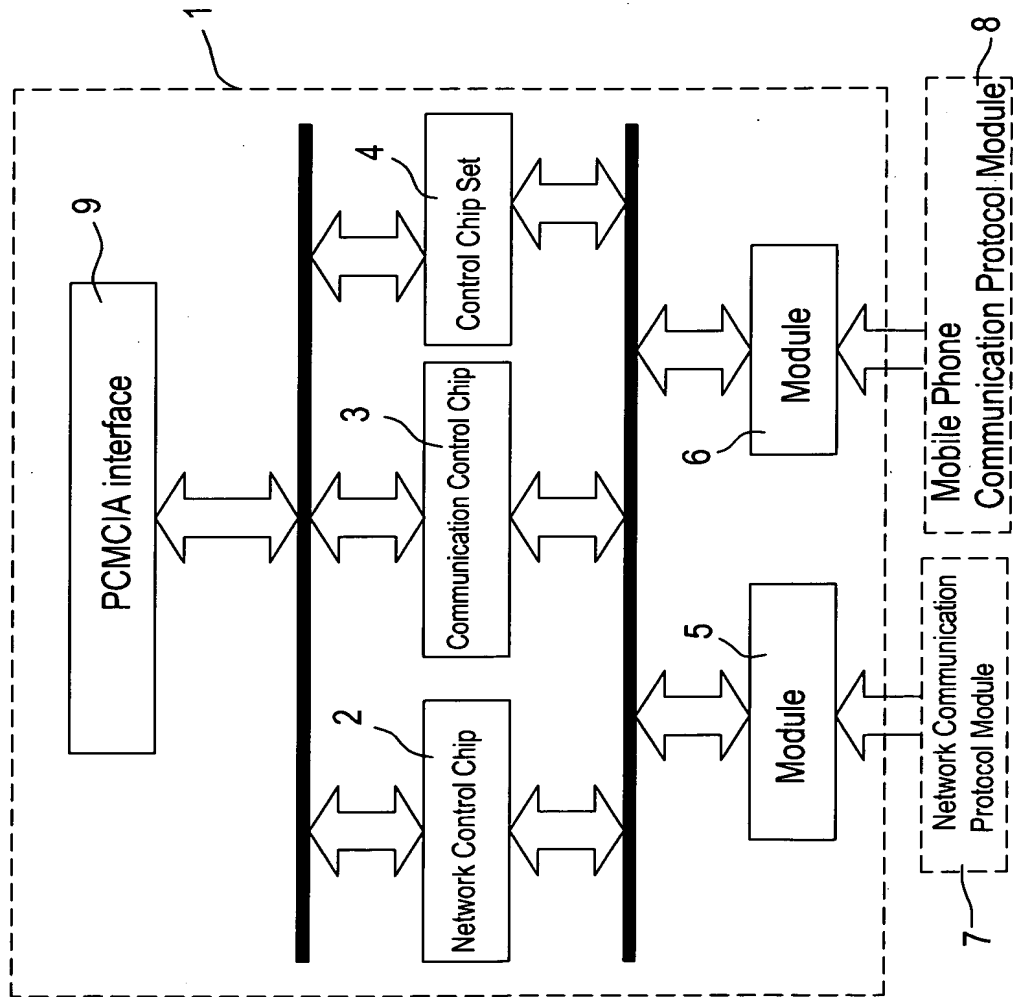 1
9
PCMCIA interface
2
Network Control Chip
3
Communication Control Chip
4
Control Chip Set
5
Module
6
Module
7
Network Communication
Protocol Module
8
Mobile Phone
Communication Protocol Module